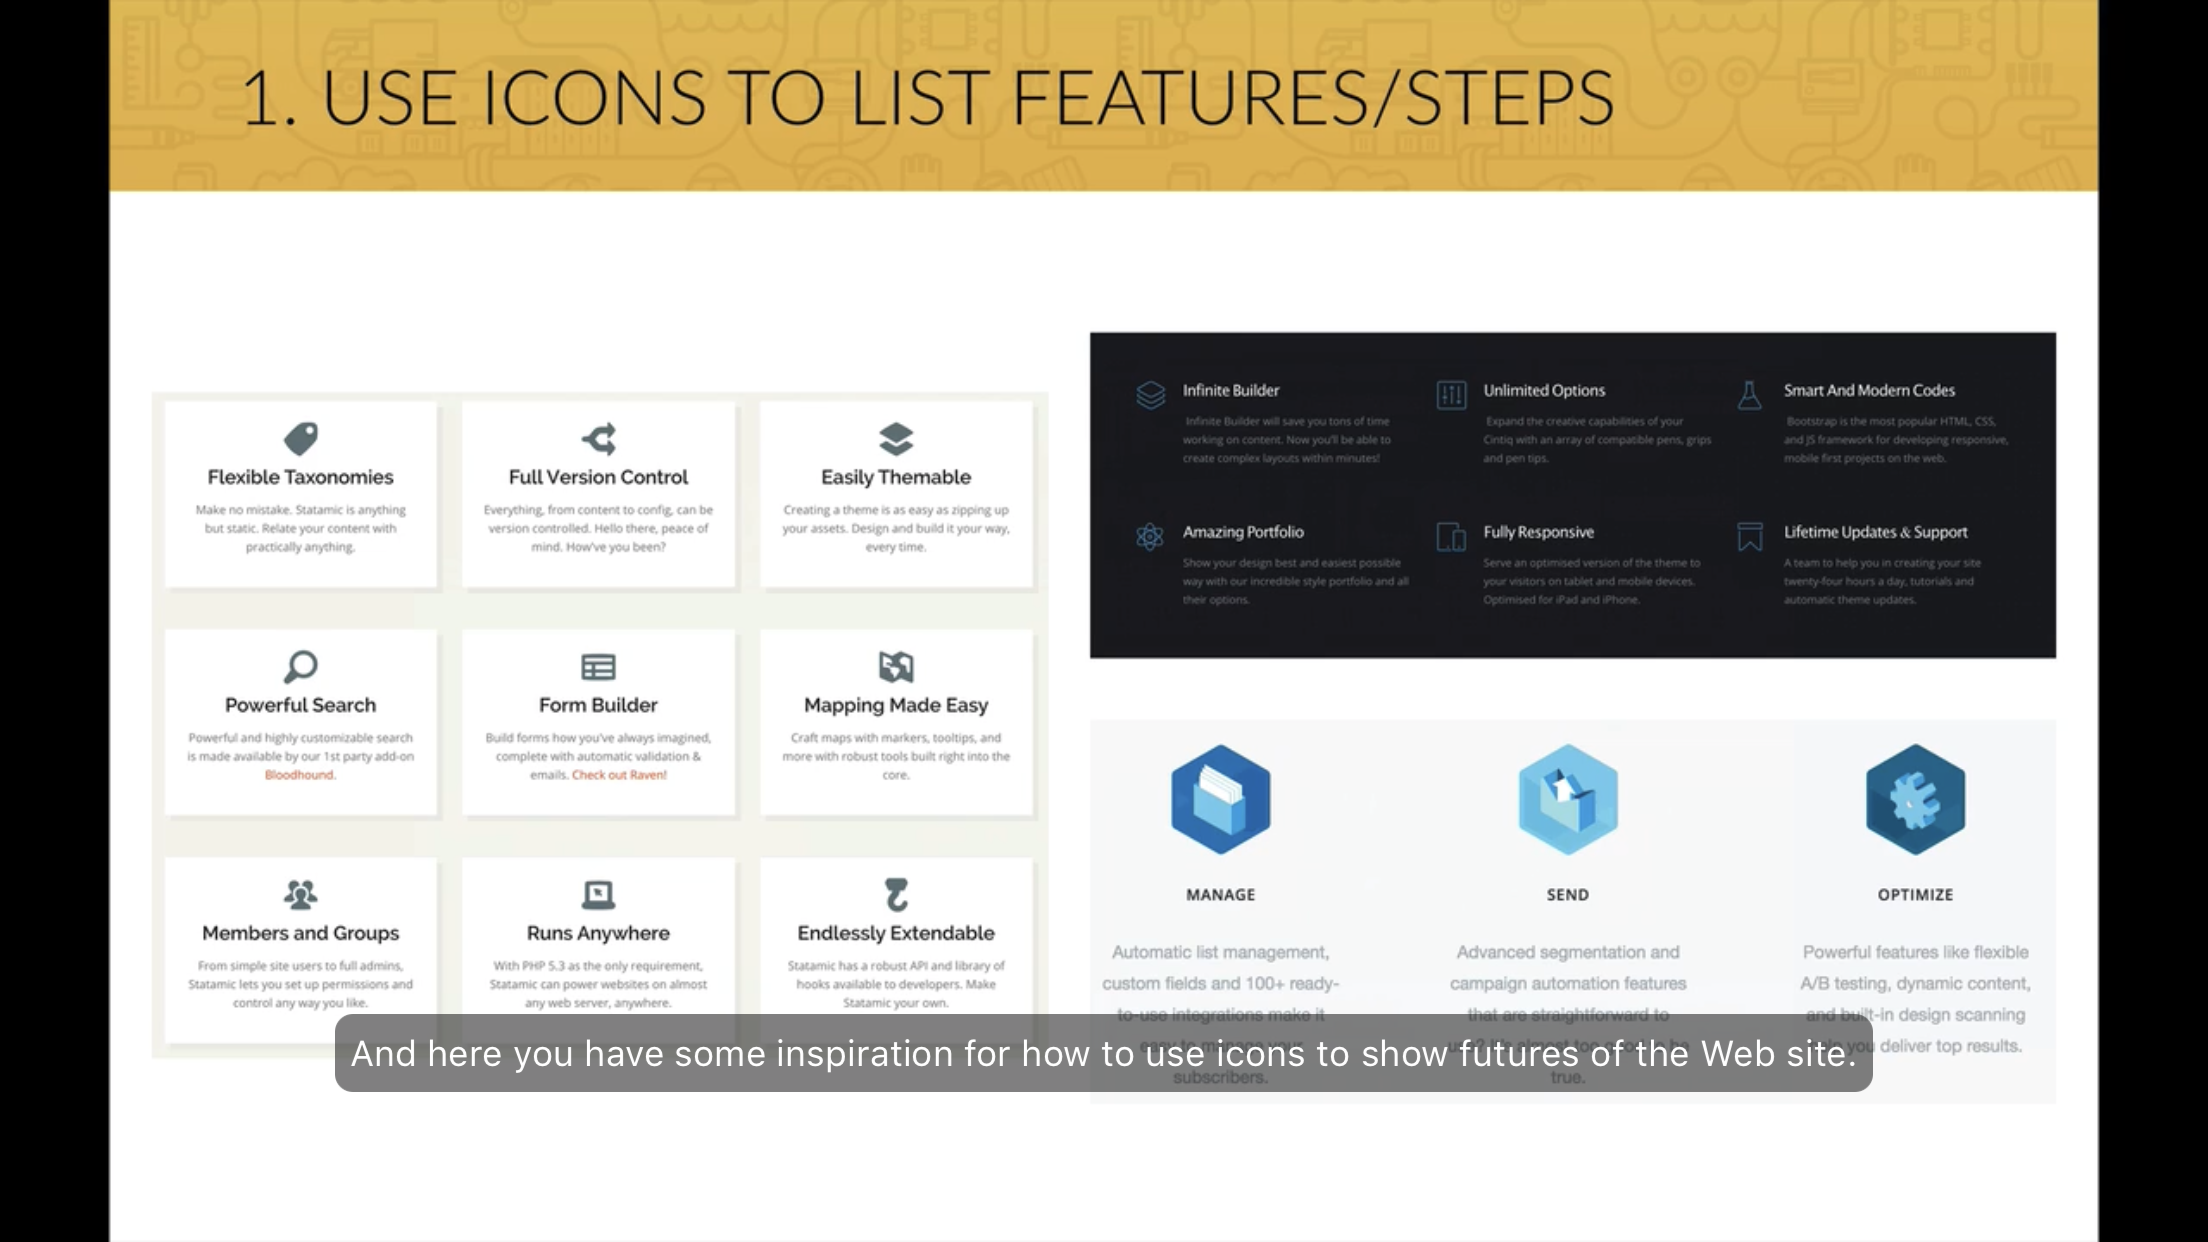 1. USE ICONS TO LIST FEATURES/STEPS
Flexible Taxonomies
Make no mistake. Statamic is anything
but static. Relate your content with
practically anything.
Full Version Control
Everything, from content to config, can be
version controlled. Hello there, peace of
mind. How've you been?
Easily Themable
Creating a theme is as easy as zipping up
your assets. Design and build it your way,
every time.
Powerful Search
Powerful and highly customizable search
is made available by our 1st party add-on
Bloodhound.
Form Builder
Build forms how you've always imagined,
complete with automatic validation &
emails. Check out Raven!
Mapping Made Easy
Craft maps with markers, tooltips, and
more with robust tools built right into the
core.
Members and Groups
From simple site users to full admins,
Statamic lets you set up permissions and
control any way you like.
Runs Anywhere
With PHP 5.3 as the only requirement,
Statamic can power websites on almost
any web server, anywhere.
Endlessly Extendable
Statamic has a robust API and library of
hooks available to developers. Make
Statamic your own.
Infinite Builder
Infinite Builder will save you tons of time
working on content. Now you'll be able to
create complex layouts within minutes!
Unlimited Options
Expand the creative capabilities of your
Cintiq with an array of compatible pens, grips
and pen tips.
Smart And Modern Codes
Bootstrap is the most popular HTML, CSS,
and JS framework for developing responsive,
mobile first projects on the web.
Amazing Portfolio
Show your design best and easiest possible
way with our incredible style portfolio and all
their options.
Fully Responsive
Serve an optimised version of the theme to
your visitors on tablet and mobile devices.
Optimised for iPad and iPhone.
Lifetime Updates & Support
A team to help you in creating your site
twenty-four hours a day, tutorials and
automatic theme updates.
MANAGE
Automatic list management,
custom fields and 100+ ready-
to-use integrations make it
subscribers.
SEND
Advanced segmentation and
campaign automation features
that are straightforward to
true.
OPTIMIZE
Powerful features like flexible
A/B testing, dynamic content,
and built-in design scanning
you deliver top results.
And here you have some inspiration for how to use icons to show futures of the Web site.